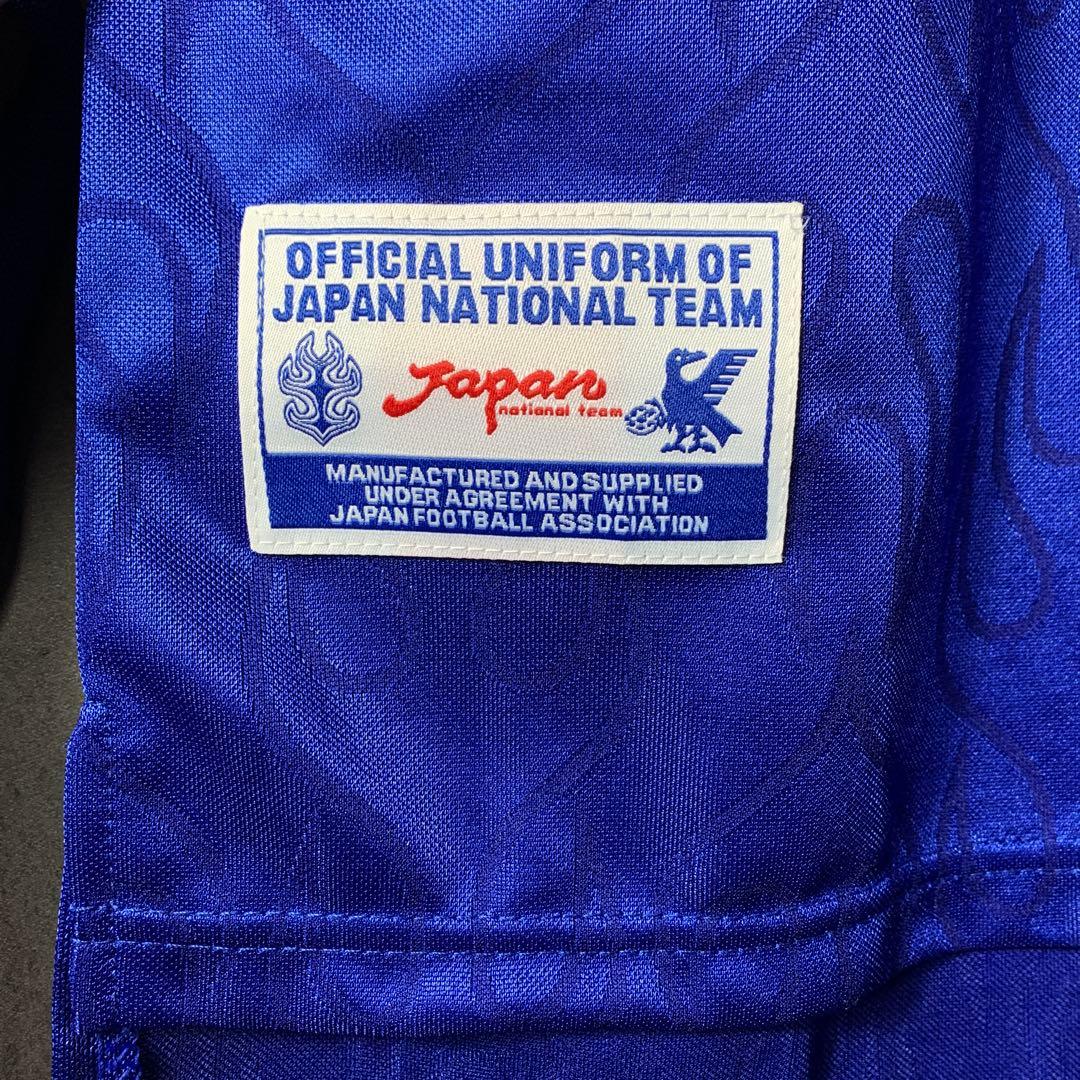 OFFICIAL UNIFORM OF
JAPAN NATIONAL TEAM
Japan
national team
MANUFACTURED AND SUPPLIED
UNDER AGREEMENT WITH
JAPAN FOOTBALL ASSOCIATION